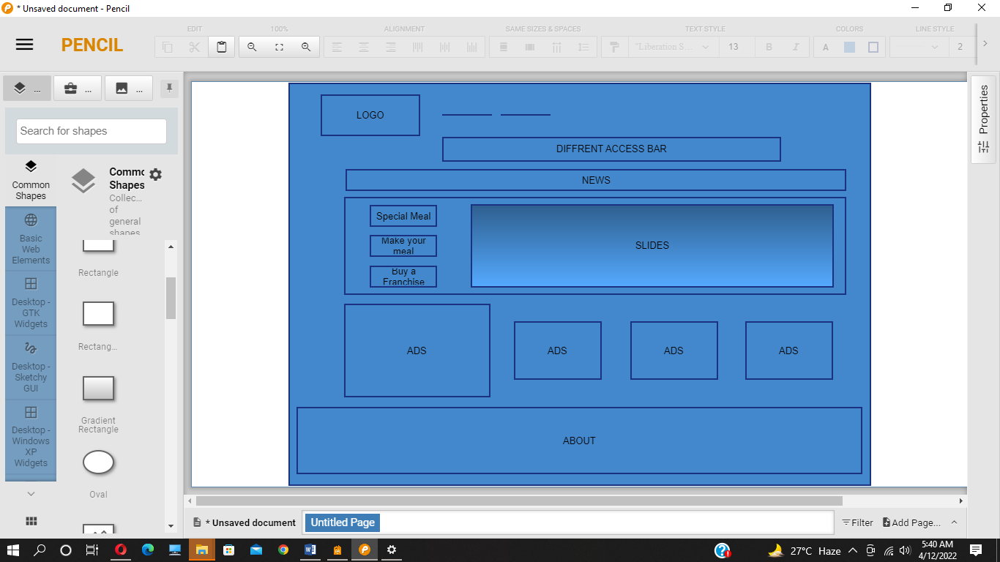 * Unsaved document - Pencil
EDIT
100%
ALIGNMENT
SAME SIZES & SPACES
TEXT STYLE
COLORS
LINE STYLE
PENCIL
"Liberation S...
13
B
I
A
2
...
...
...
Search for shapes
Common
Shapes
Commo
Shapes
Collec...
of
general
shapes
Basic
Web
Elements
Desktop -
GTK
Widgets
Desktop -
Sketchy
GUI
Desktop -
Windows
XP
Widgets
Rectangle
Rectang...
Gradient
Rectangle
Oval
LOGO
DIFFRENT ACCESS BAR
NEWS
Special Meal
Make your
meal
Buy a
Franchise
SLIDES
ADS
ADS
ADS
ADS
ABOUT
Properties
* Unsaved document
Untitled Page
Filter
Add Page...
27°C Haze
5:40 AM
4/12/2022